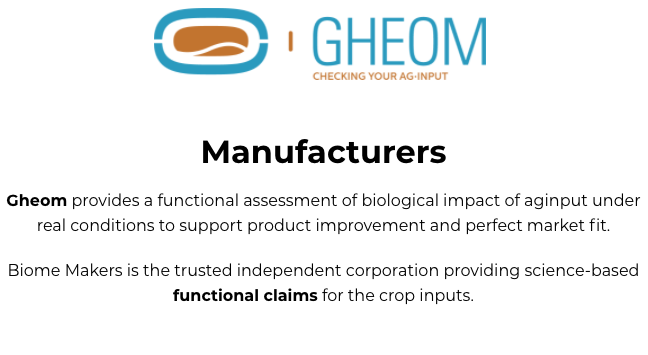 GHEOM
CHECKING YOUR AG-INPUT
Manufacturers
Gheom provides a functional assessment of biological impact of aginput under
real conditions to support product improvement and perfect market fit.
Biome Makers is the trusted independent corporation providing science-based
functional claims for the crop inputs.